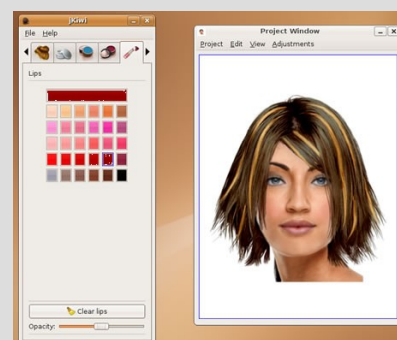 jKiwi
File Help
Lips
Clear lips
Opacity:
Project Window
Project Edit View Adjustments